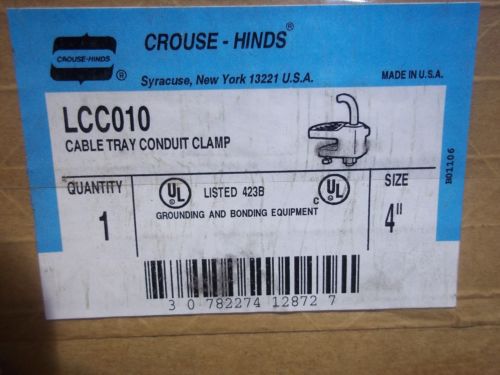 CROUSE-HINDS
®
CROUSE - HINDS®
Syracuse, New York 13221 U.S.A.
MADE IN U.S.A.
LCC010
CABLE TRAY CONDUIT CLAMP
QUANTITY
1
UL
®
LISTED 423B
C UL
®
GROUNDING AND BONDING EQUIPMENT
SIZE
4"
B01106
3 0 782274 12872 7